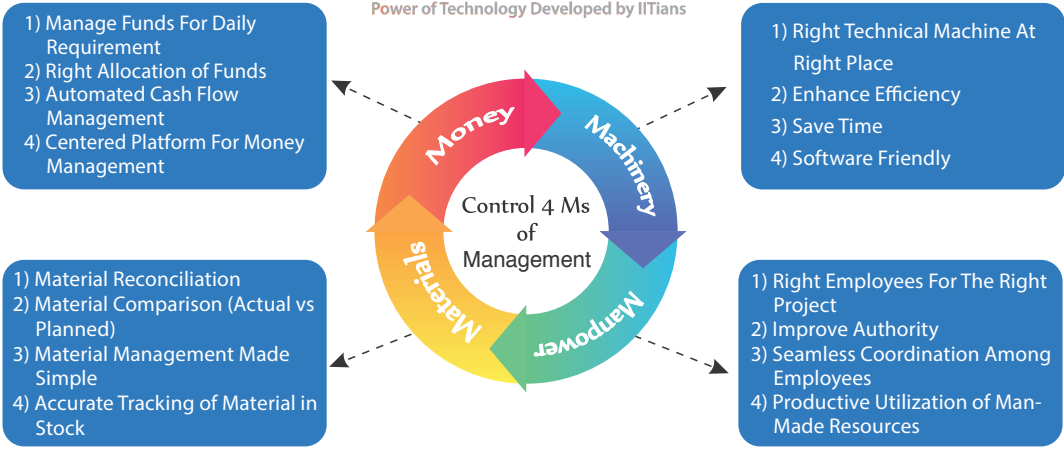 Power of Technology Developed by IITians
1) Manage Funds For Daily
Requirement
2) Right Allocation of Funds
3) Automated Cash Flow
Management
4) Centered Platform For Money
Management
1) Right Technical Machine At
Right Place
2) Enhance Efficiency
3) Save Time
4) Software Friendly
Money
Machinery
Control 4 Ms
of
Management
Materials
Manpower
1) Material Reconciliation
2) Material Comparison (Actual vs
Planned)
3) Material Management Made
Simple
4) Accurate Tracking of Material in
Stock
1) Right Employees For The Right
Project
2) Improve Authority
3) Seamless Coordination Among
Employees
4) Productive Utilization of Man-
Made Resources